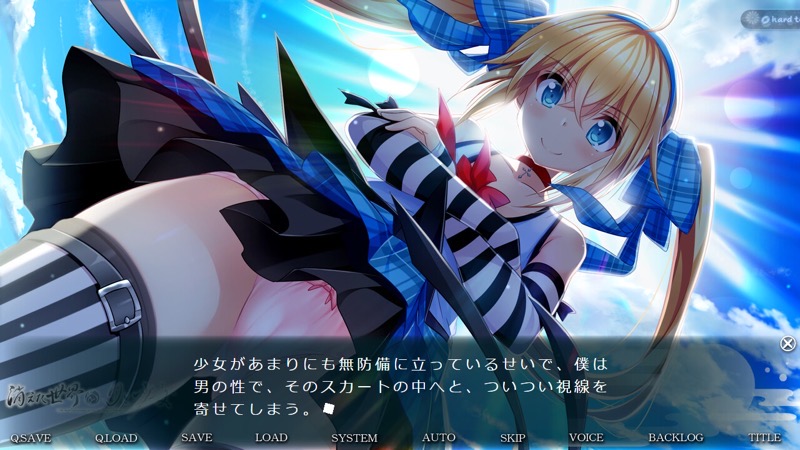 hard t
少女があまりにも無防備に立っているせいで、僕は
男の性で、そのスカートの中へと、ついつい視線を
寄せてしまう。
Q.SAVE Q.LOAD SAVE LOAD SYSTEM AUTO SKIP VOICE BACKLOG TITLE